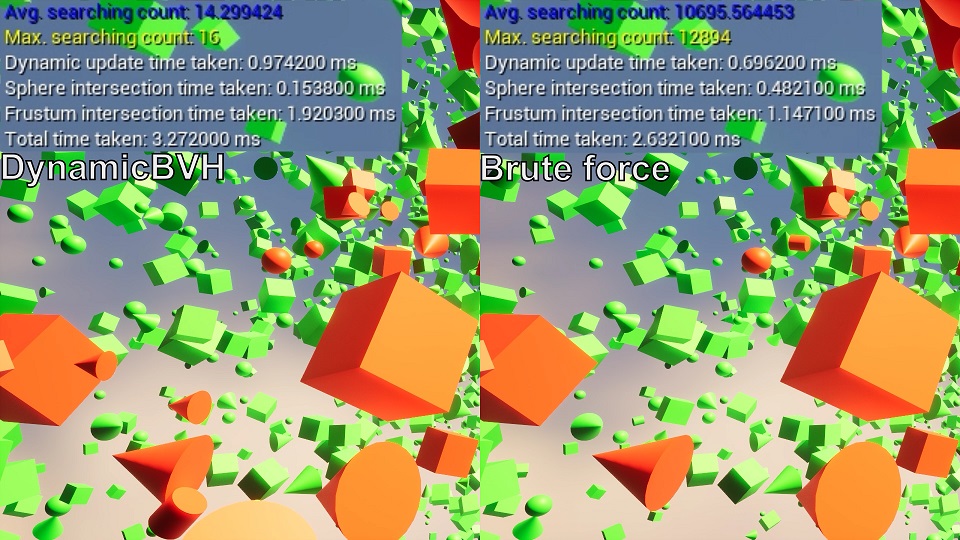 Avg. searching count: 14.299424
Max. searching count: 16
Dynamic update time taken: 0.974200 ms
Sphere intersection time taken: 0.153800 ms
Frustum intersection time taken: 1.920300 ms
Total time taken: 3.272000 ms
DynamicBVH
Avg. searching count: 10695.564453
Max. searching count: 12894
Dynamic update time taken: 0.696200 ms
Sphere intersection time taken: 0.482100 ms
Frustum intersection time taken: 1.147100 ms
Total time taken: 2.632100 ms
Brute force